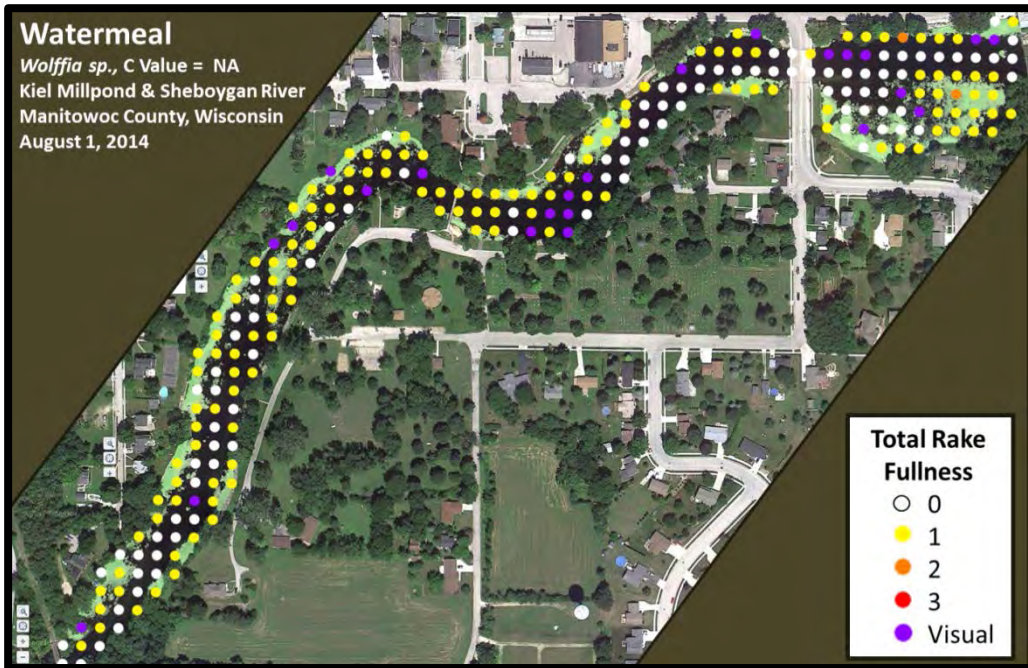 Watermeal
Wolffia sp., C Value = NA
Kiel Millpond & Sheboygan River
Manitowoc County, Wisconsin
August 1, 2014
Total Rake
Fullness
0
1
2
3
Visual